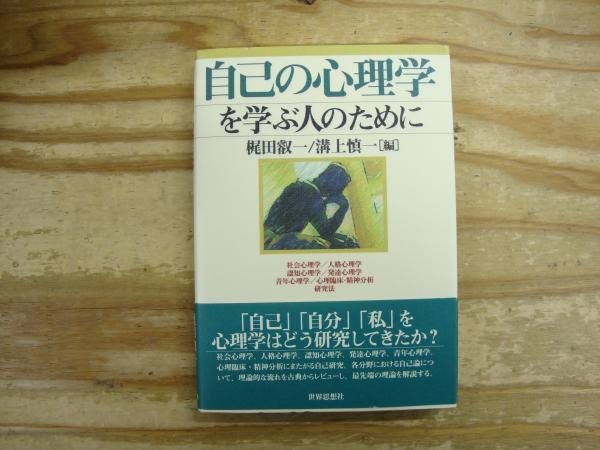 自己の心理学
を学ぶ人のために
梶田叡一/溝上慎一[編]
社会心理学/人格心理学
認知心理学/発達心理学
青年心理学/心理臨床・精神分析
研究法
「自己」「自分」「私」を
心理学はどう研究してきたか?
社会心理学、人格心理学、認知心理学、発達心理学、青年心理学、
心理臨床・精神分析にまたがる自己研究。各分野における自己論につ
いて、理論的な流れを古典からレビューし、最先端の理論を解説する。
世界思想社